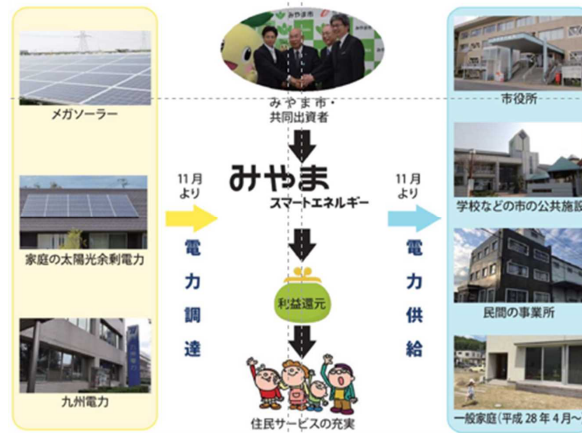 メガソーラー
家庭の太陽光余剰電力
九州電力
11月
より
電力調達
みやま市・
共同出資者
みやま
スマートエネルギー
利益還元
住民サービスの充実
11月
より
電力供給
市役所
学校などの市の公共施設
民間の事業所
一般家庭(平成28年4月〜